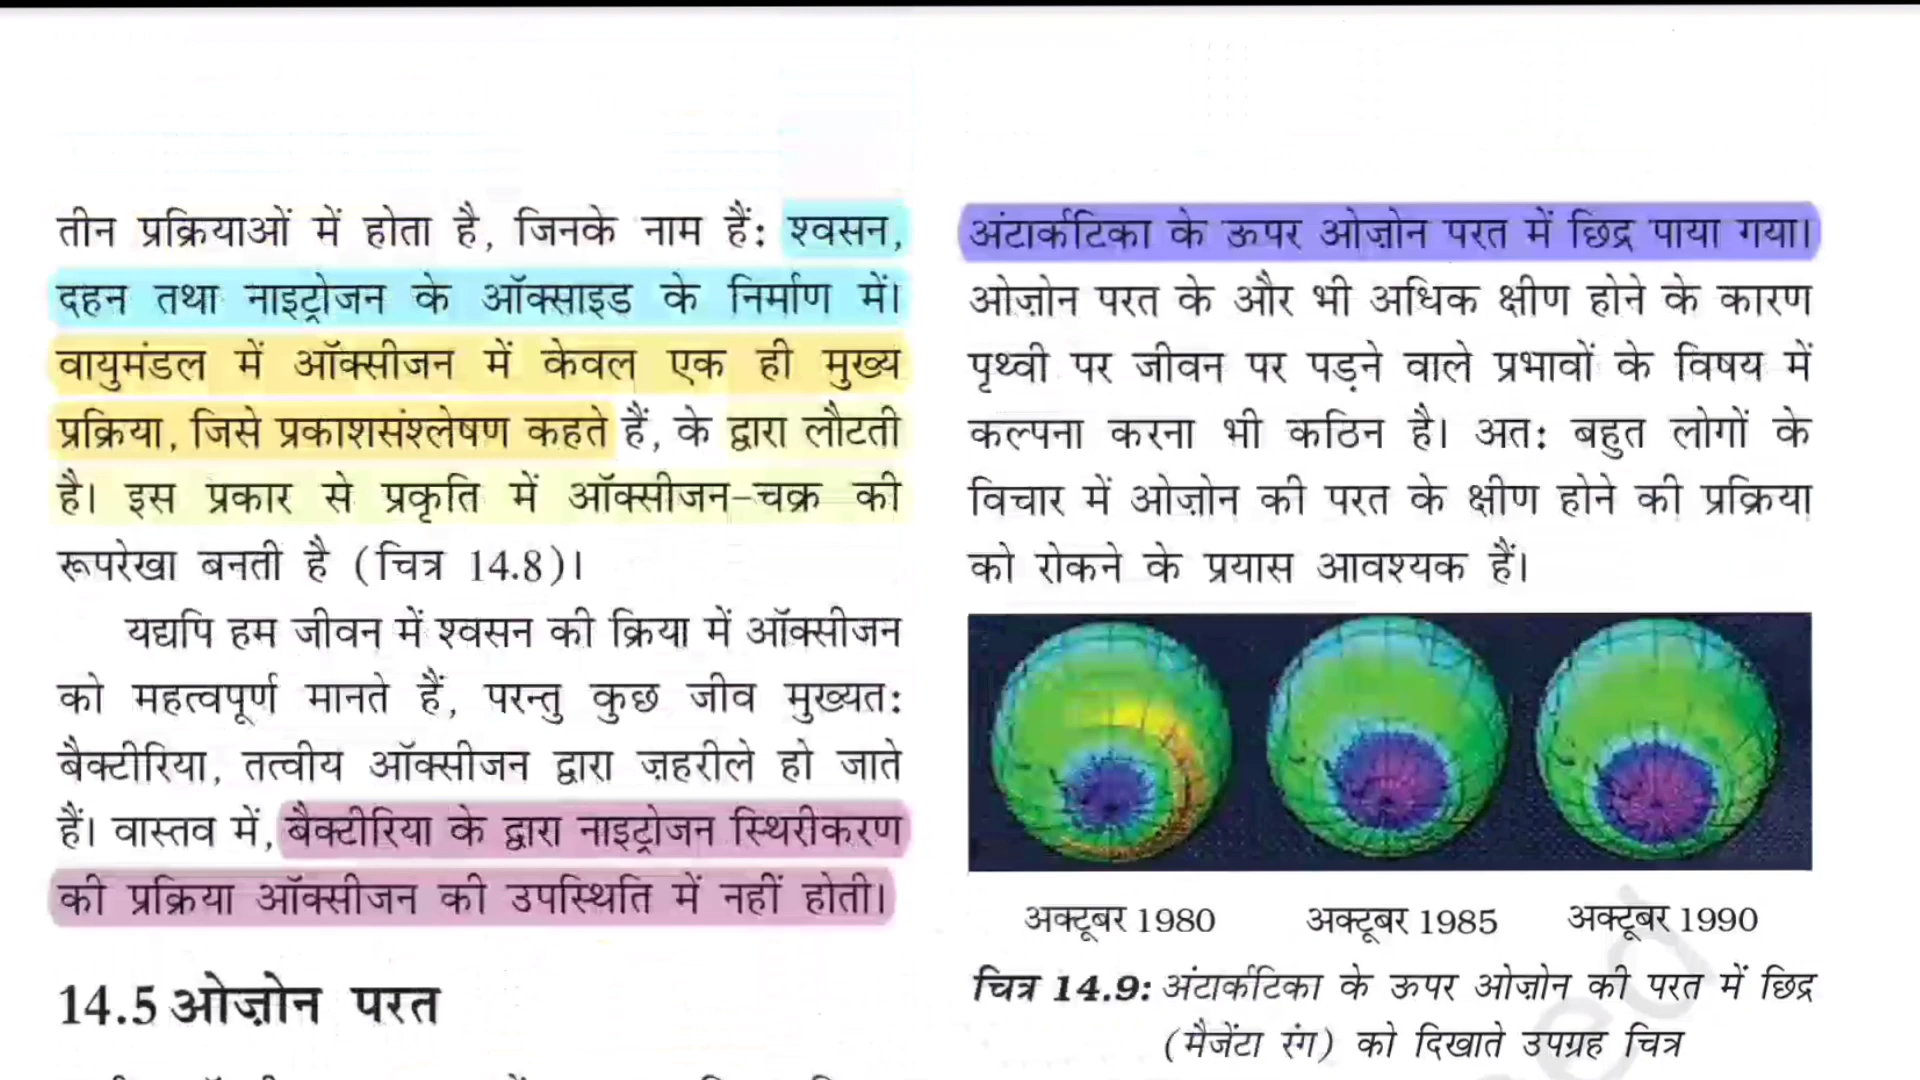 तीन प्रक्रियाओं में होता है, जिनके नाम हैं: श्वसन,
दहन तथा नाइट्रोजन के ऑक्साइड के निर्माण में।
वायुमंडल में ऑक्सीजन में केवल एक ही मुख्य
प्रक्रिया, जिसे प्रकाशसंश्लेषण कहते हैं, के द्वारा लौटती
है। इस प्रकार से प्रकृति में ऑक्सीजन-चक्र की
रूपरेखा बनती है (चित्र 14.8)।
यद्यपि हम जीवन में श्वसन की क्रिया में ऑक्सीजन
को महत्वपूर्ण मानते हैं, परन्तु कुछ जीव मुख्यत:
बैक्टीरिया, तत्वीय ऑक्सीजन द्वारा ज़हरीले हो जाते
हैं। वास्तव में, बैक्टीरिया के द्वारा नाइट्रोजन स्थिरीकरण
की प्रक्रिया ऑक्सीजन की उपस्थिति में नहीं होती।
14.5 ओज़ोन परत
अंटार्कटिका के ऊपर ओज़ोन परत में छिद्र पाया गया।
ओज़ोन परत के और भी अधिक क्षीण होने के कारण
पृथ्वी पर जीवन पर पड़ने वाले प्रभावों के विषय में
कल्पना करना भी कठिन है। अत: बहुत लोगों के
विचार में ओज़ोन की परत के क्षीण होने की प्रक्रिया
को रोकने के प्रयास आवश्यक हैं।
अक्टूबर 1980 अक्टूबर 1985 अक्टूबर 1990
चित्र 14.9: अंटार्कटिका के ऊपर ओज़ोन की परत में छिद्र
(मैजेंटा रंग) को दिखाते उपग्रह चित्र